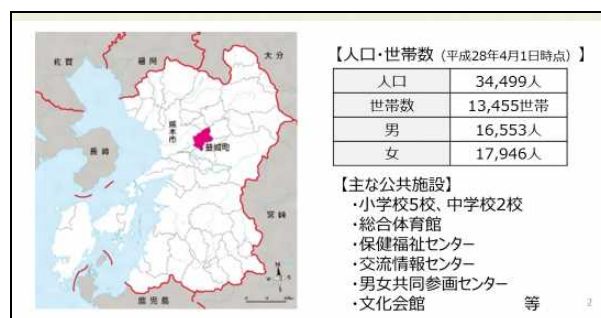 佐賀
福岡
大分
熊本市
益城町
長崎
宮崎
鹿児島
N
【人口・世帯数（平成28年4月1日時点）】
人口 34,499人
世帯数 13,455世帯
男 16,553人
女 17,946人
【主な公共施設】
・小学校5校、中学校2校
・総合体育館
・保健福祉センター
・交流情報センター
・男女共同参画センター
・文化会館 等
2